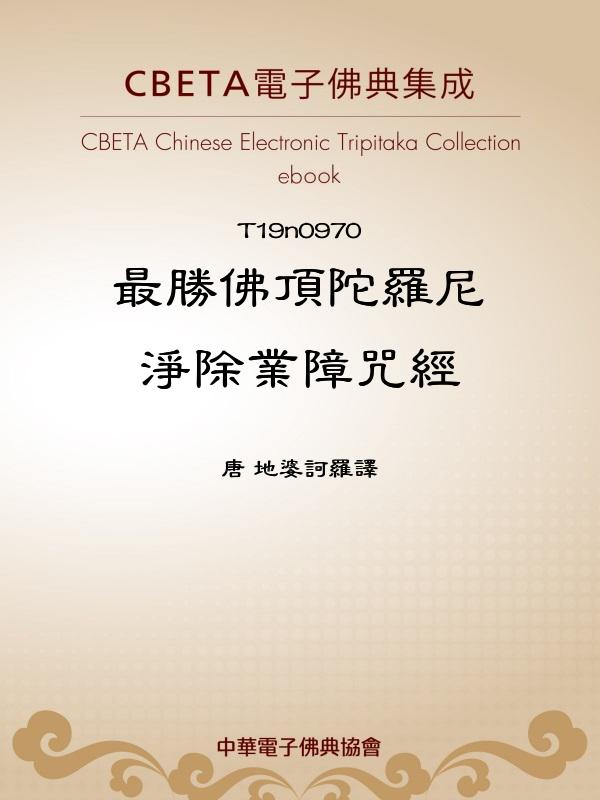 CBETA電子佛典集成
CBETA Chinese Electronic Tripitaka Collection
ebook
T19n0970
最勝佛頂陀羅尼
淨除業障咒經
唐 地婆訶羅譯
中華電子佛典協會